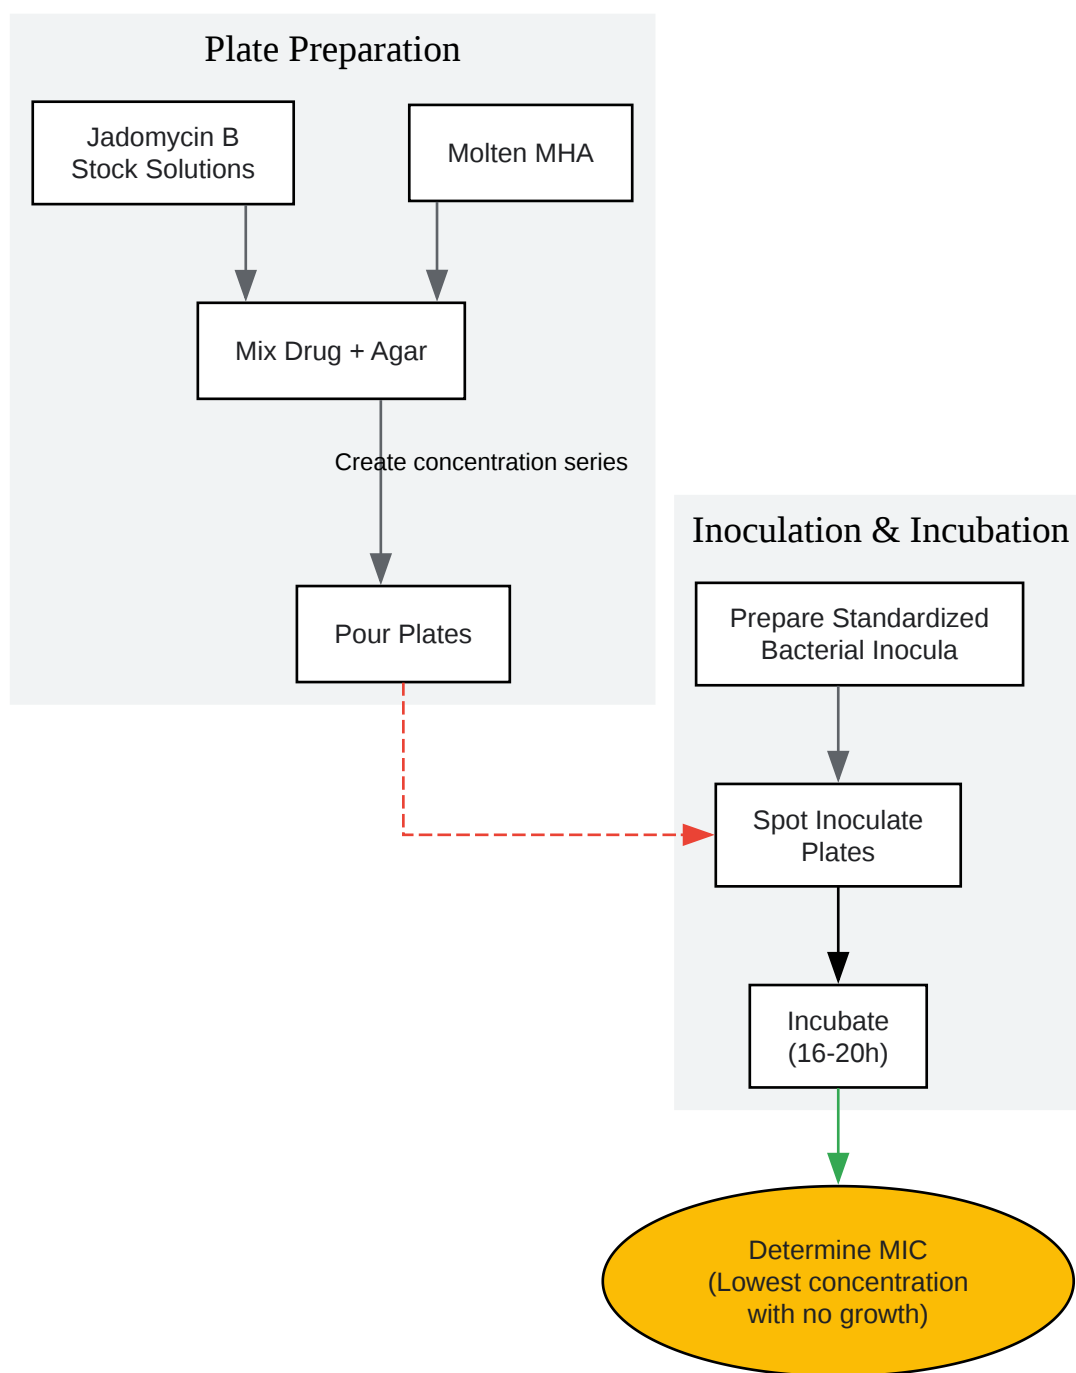 Plate Preparation
Jadomycin B
Stock Solutions
Molten MHA
Mix Drug + Agar
Create concentration series
Pour Plates
Inoculation & Incubation
Prepare Standardized
Bacterial Inocula
Spot Inoculate
Plates
Incubate
(16-20h)
Determine MIC
(Lowest concentration
with no growth)